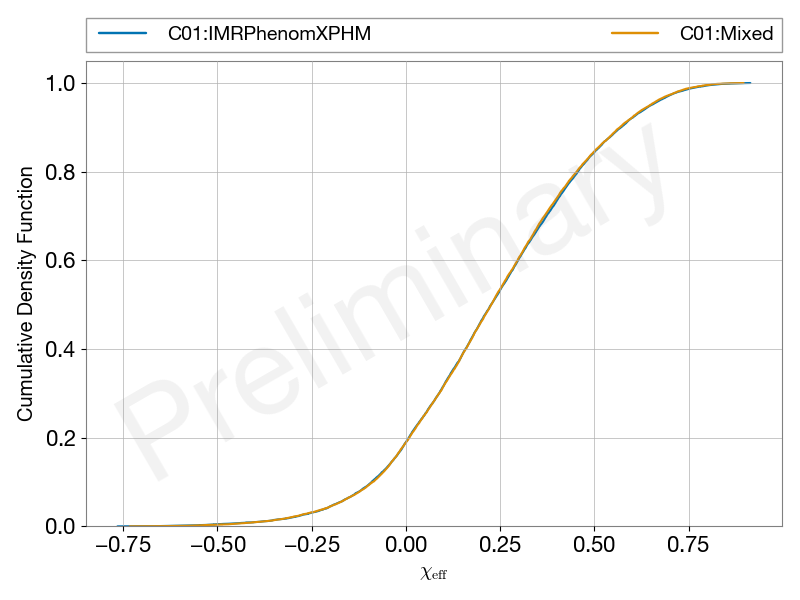 C01:IMRPhenomXPHM C01:Mixed
1.0
0.8
0.6
0.4
0.2
0.0
Cumulative Density Function
Preliminary
−0.75 −0.50 −0.25 0.00 0.25 0.50 0.75
χeff